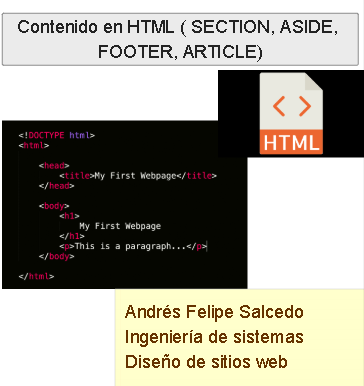 Contenido en HTML ( SECTION, ASIDE,
FOOTER, ARTICLE)
HTML
<!DOCTYPE html>
<html>
<head>
<title>My First Webpage</title>
</head>
<body>
<h1>
My First Webpage
</h1>
<p>This is a paragraph...</p>
</body>
</html>
Andrés Felipe Salcedo
Ingeniería de sistemas
Diseño de sitios web